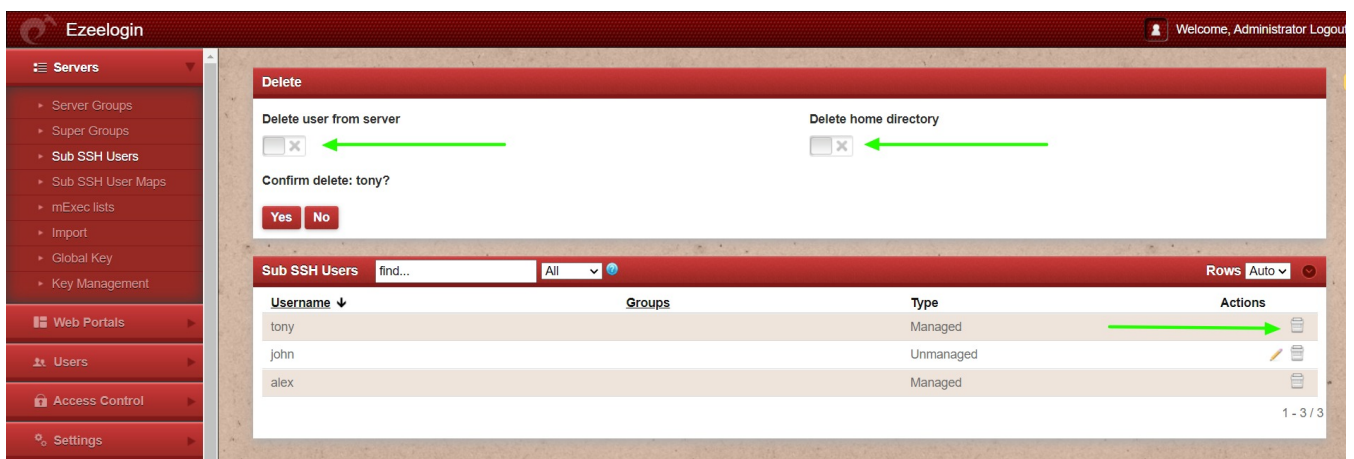 Ezeelogin
Welcome, Administrator Logout
Servers
Server Groups
Super Groups
Sub SSH Users
Sub SSH User Maps
mExec lists
Import
Global Key
Key Management
Web Portals
Users
Access Control
Settings
Delete
Delete user from server Delete home directory
Confirm delete: tony?
Yes No
Sub SSH Users find... All Rows Auto
Username Groups Type Actions
tony Managed
john Unmanaged
alex Managed
1 - 3 / 3